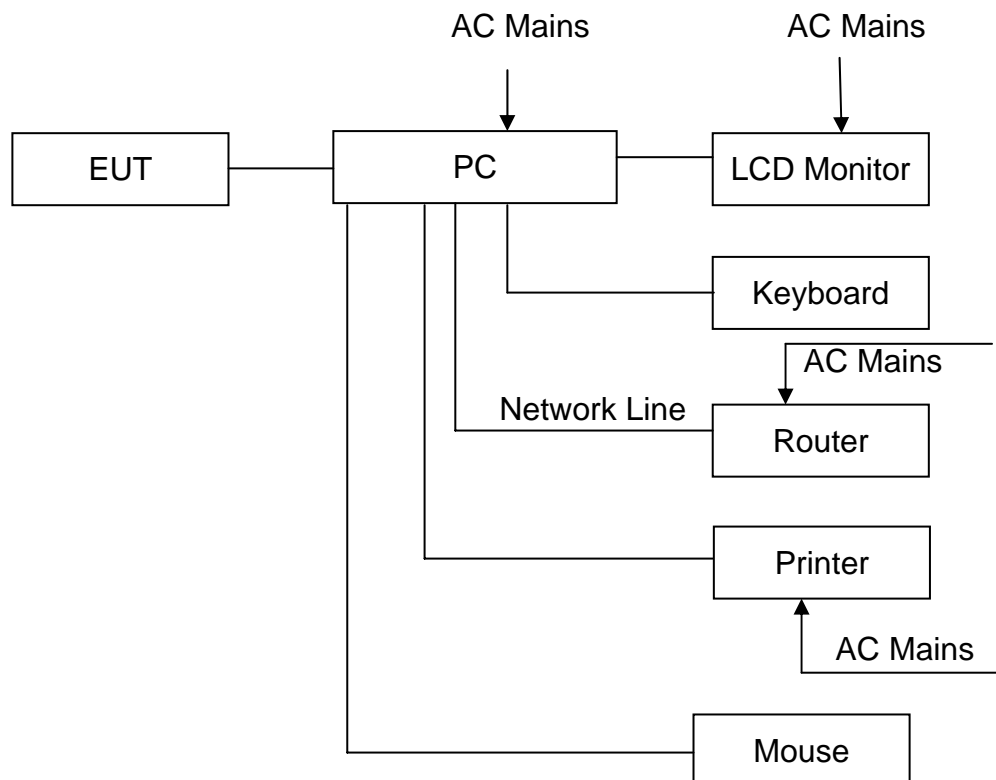 AC Mains
AC Mains
EUT
PC
LCD Monitor
Keyboard
AC Mains
Network Line
Router
Printer
AC Mains
Mouse